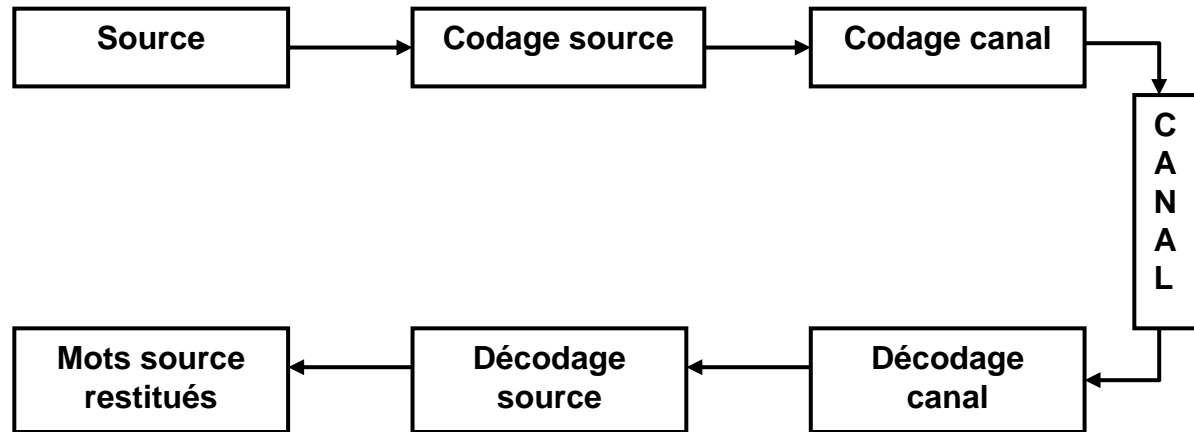 Source
Codage source
Codage canal
C
A
N
A
L
Mots source
restitués
Décodage
source
Décodage
canal